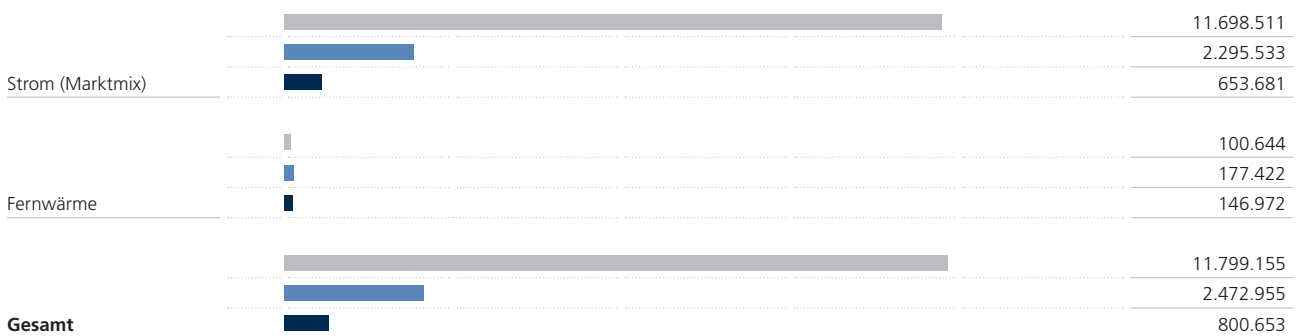 11.698.511
2.295.533
Strom (Marktmix) 653.681
100.644
177.422
Fernwärme 146.972
11.799.155
2.472.955
Gesamt 800.653